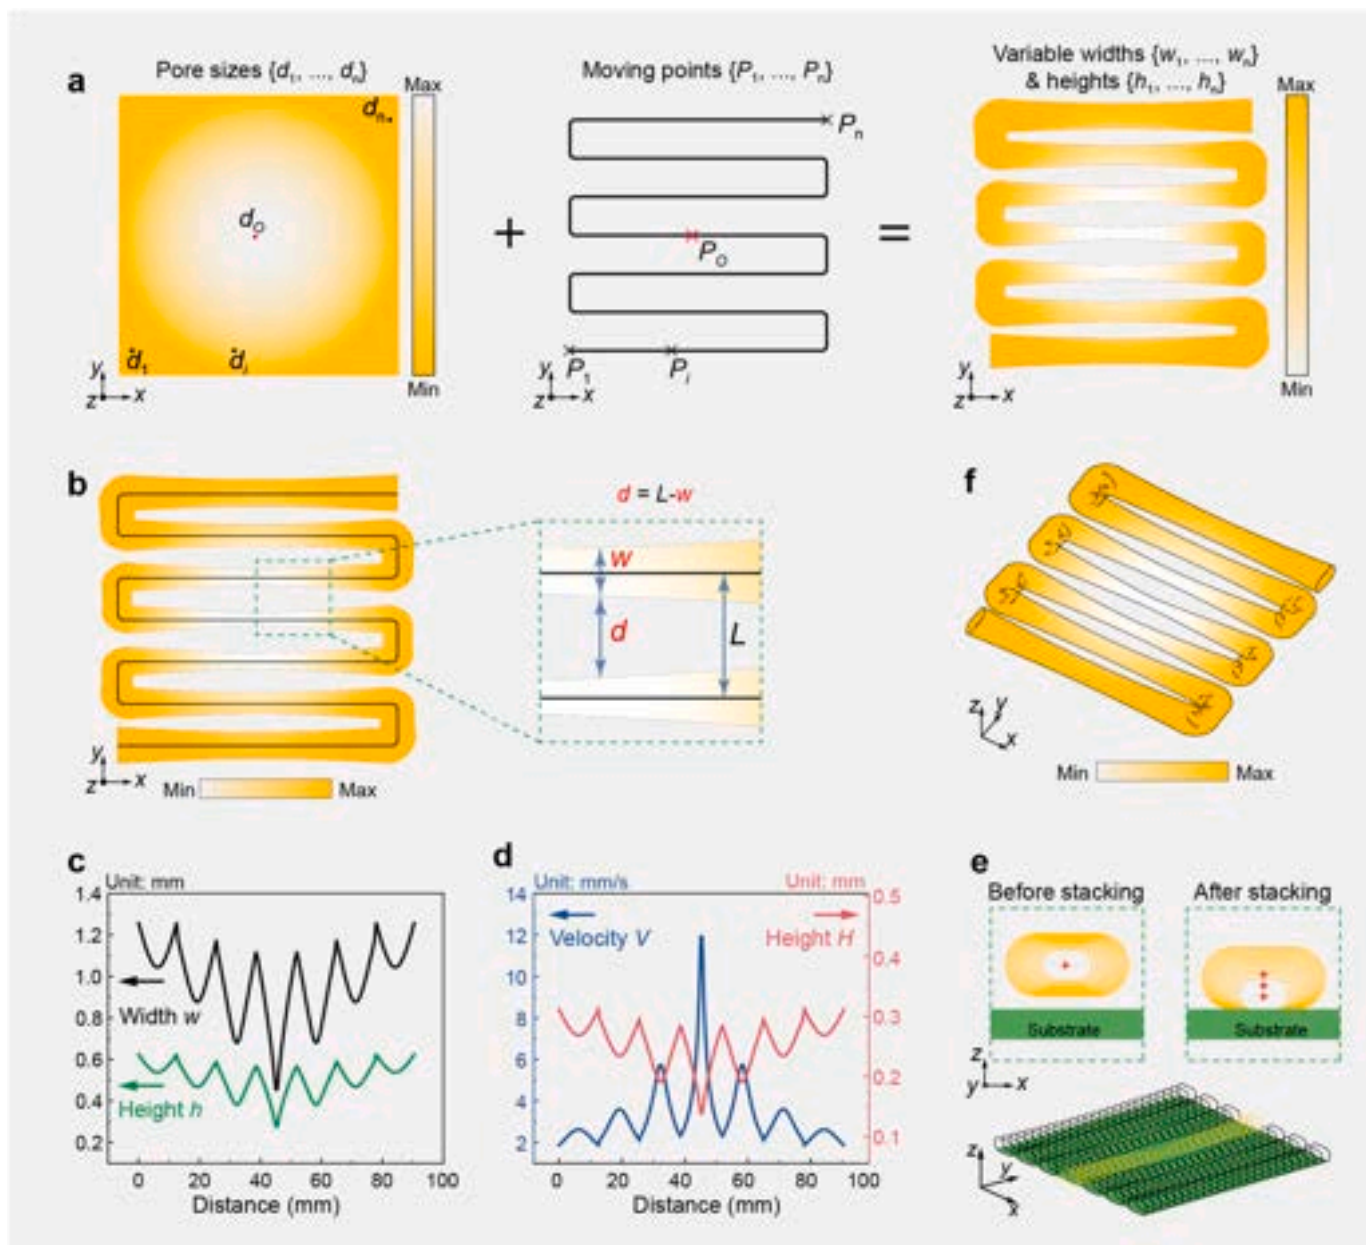 a
Pore sizes {d1, ..., dn}
Max
dn
dO
d1
di
Min
y
z
x
+
Moving points {P1, ..., Pn}
Pn
PO
P1
Pi
y
z
x
=
Variable widths {w1, ..., wn}
& heights {h1, ..., hn}
Max
Min
y
z
x
b
d = L-w
w
d
L
y
z
x
Min
Max
f
z
y
x
Min
Max
c
Unit: mm
1.4
1.2
1.0
0.8
0.6
0.4
0.2
Width w
Height h
0 20 40 60 80 100
Distance (mm)
d
Unit: mm/s
Unit: mm
14
12
10
8
6
4
2
Velocity V
Height H
0.5
0.4
0.3
0.2
0.1
0 20 40 60 80 100
Distance (mm)
e
Before stacking
After stacking
Substrate
Substrate
z
y
x
z
y
x